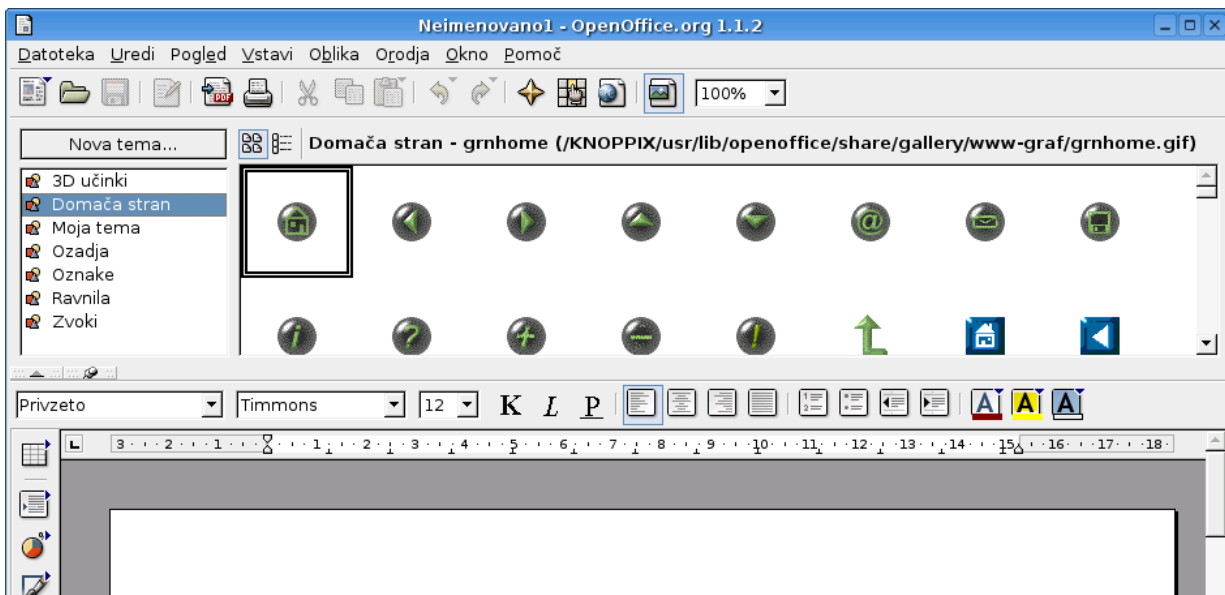 Neimenovano1 - OpenOffice.org 1.1.2
Datoteka Uredi Pogled Vstavi Oblika Orodja Okno Pomoč
100%
Nova tema... Domača stran - grnhome (/KNOPPIX/usr/lib/openoffice/share/gallery/www-graf/grnhome.gif)
3D učinki
Domača stran
Moja tema
Ozadja
Oznake
Ravnila
Zvoki
Privzeto Timmons 12 K L P A A A
3 2 1 1 2 3 4 5 6 7 8 9 10 11 12 13 14 15 16 17 18